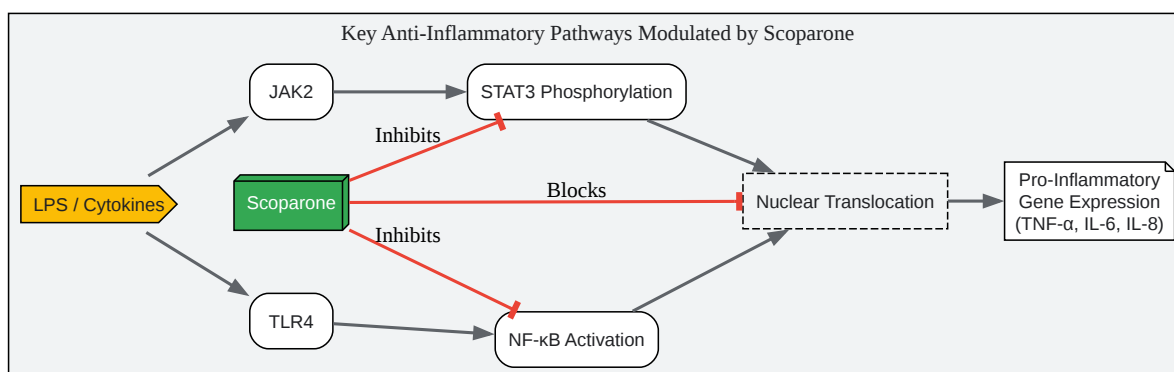 Key Anti-Inflammatory Pathways Modulated by Scoparone
JAK2
STAT3 Phosphorylation
Inhibits
LPS / Cytokines
Scoparone
Blocks
Nuclear Translocation
Pro-Inflammatory
Gene Expression
(TNF-α, IL-6, IL-8)
Inhibits
TLR4
NF-κB Activation